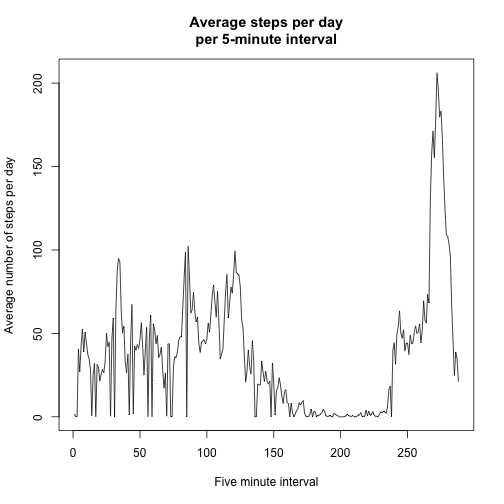 Average steps per day
per 5-minute interval
Average number of steps per day
200
150
100
50
0
0 50 100 150 200 250
Five minute interval